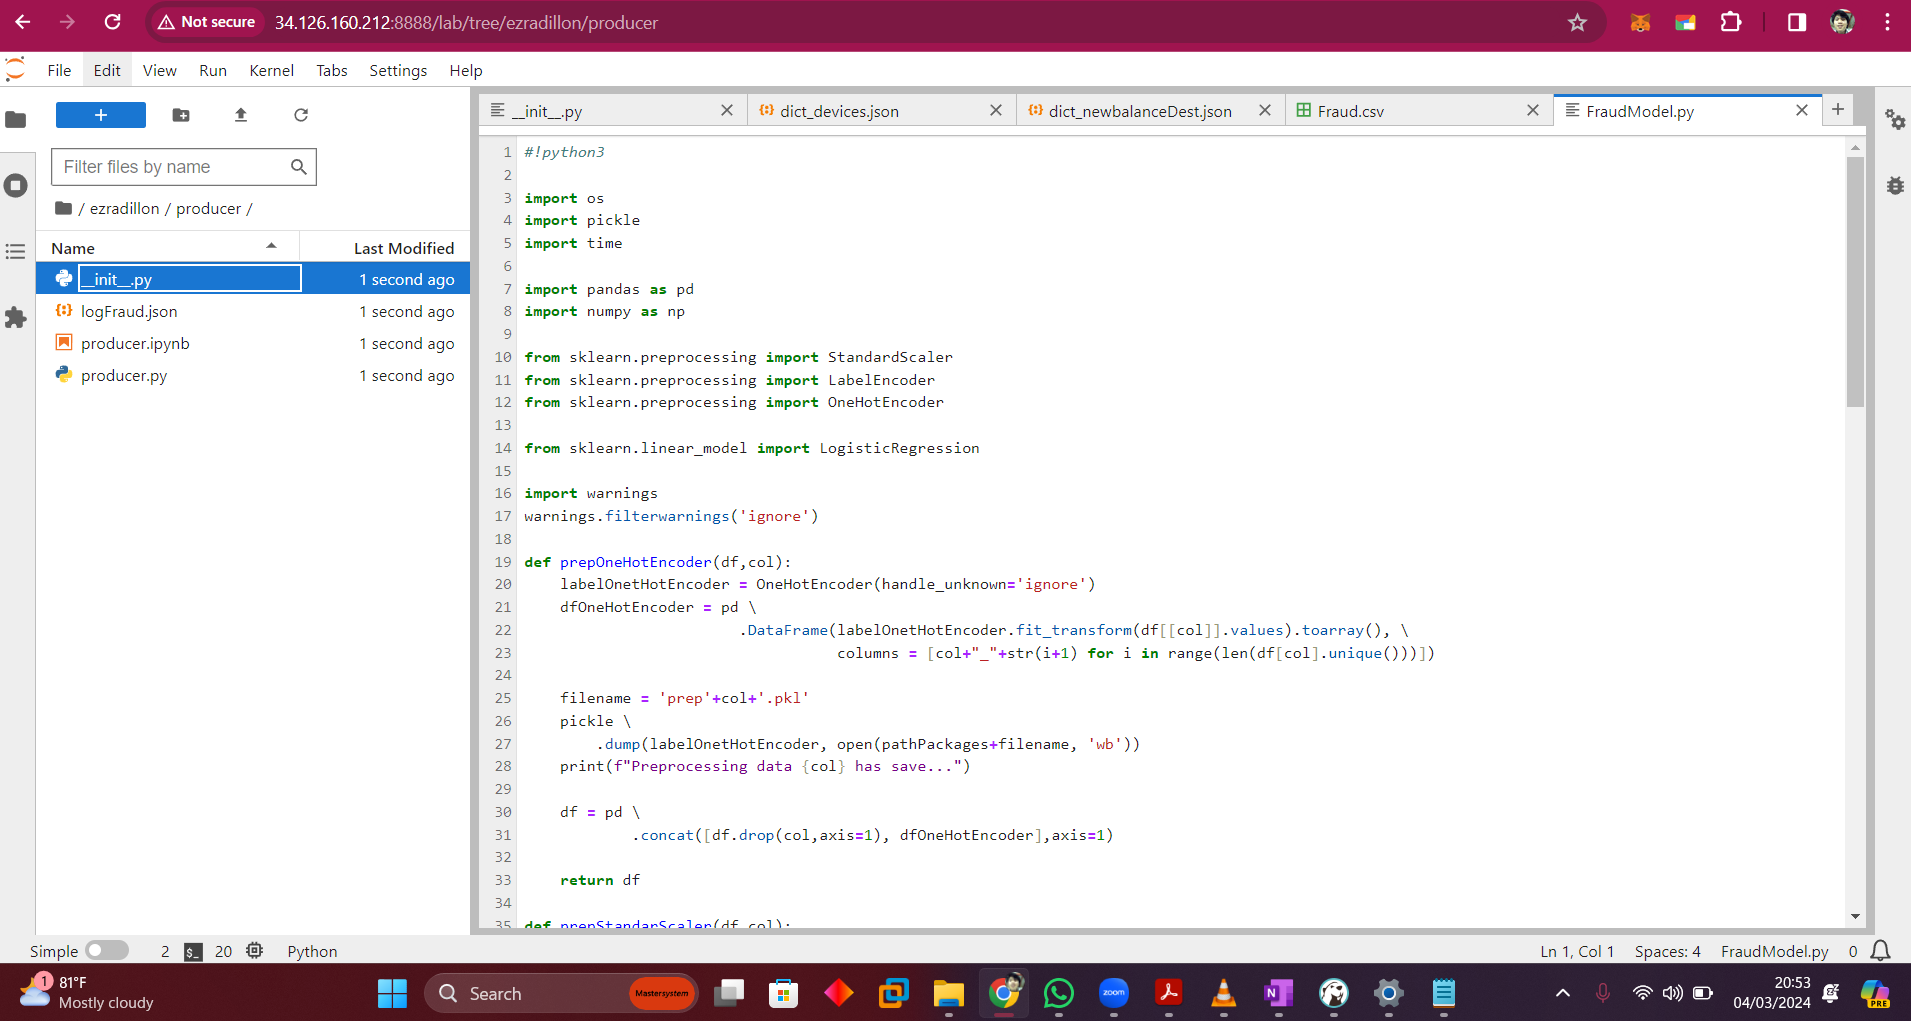 Not secure 34.126.160.212:8888/lab/tree/ezradillon/producer
File Edit View Run Kernel Tabs Settings Help
+
Filter files by name
/ ezradillon / producer /
Name Last Modified
__init__.py 1 second ago
logFraud.json 1 second ago
producer.ipynb 1 second ago
producer.py 1 second ago
__init__.py dict_devices.json dict_newbalanceDest.json Fraud.csv FraudModel.py
1 #!python3
2
3 import os
4 import pickle
5 import time
6
7 import pandas as pd
8 import numpy as np
9
10 from sklearn.preprocessing import StandardScaler
11 from sklearn.preprocessing import LabelEncoder
12 from sklearn.preprocessing import OneHotEncoder
13
14 from sklearn.linear_model import LogisticRegression
15
16 import warnings
17 warnings.filterwarnings('ignore')
18
19 def prepOneHotEncoder(df,col):
20 labelOnetHotEncoder = OneHotEncoder(handle_unknown='ignore')
21 dfOneHotEncoder = pd \
22 .DataFrame(labelOnetHotEncoder.fit_transform(df[[col]].values).toarray(), \
23 columns = [col+"_"+str(i+1) for i in range(len(df[col].unique()))])
24
25 filename = 'prep'+col+'.pkl'
26 pickle \
27 .dump(labelOnetHotEncoder, open(pathPackages+filename, 'wb'))
28 print(f"Preprocessing data {col} has save...")
29
30 df = pd \
31 .concat([df.drop(col,axis=1), dfOneHotEncoder],axis=1)
32
33 return df
34
35 def prepStandarScaler(df,col):
Simple 2 $_ 20 Python Ln 1, Col 1 Spaces: 4 FraudModel.py 0
1 81°F
Mostly cloudy
Search Mastersystem
zoom
N
20:53
04/03/2024
PRE